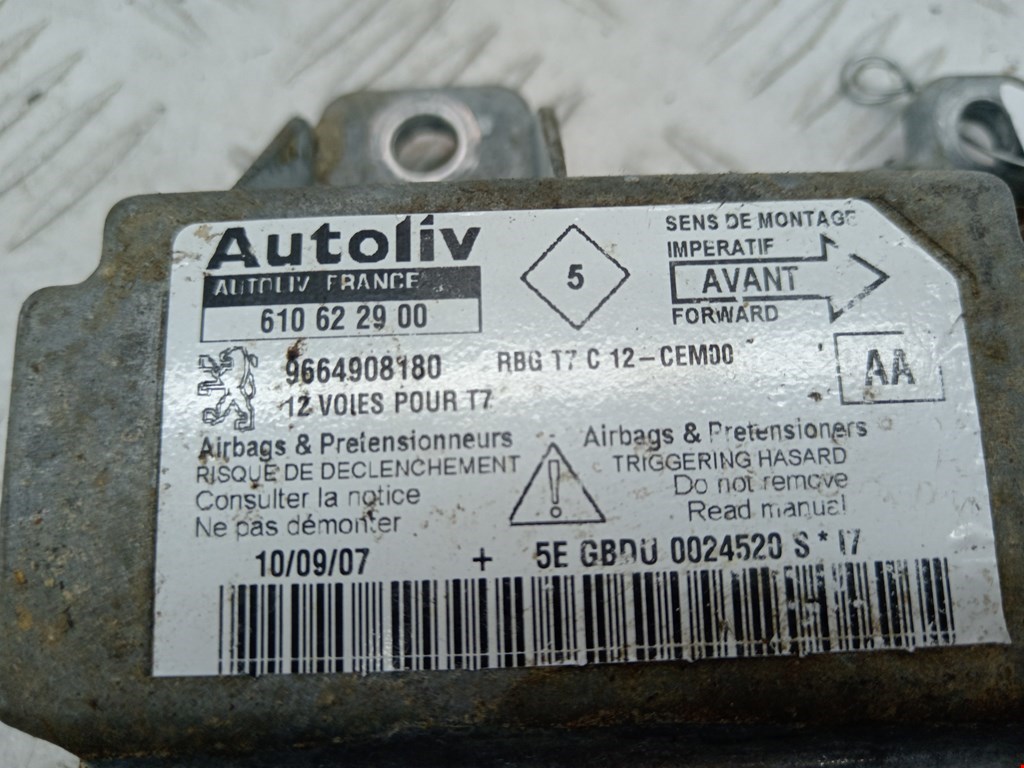 Autoliv
AUTOLIV FRANCE
610 62 29 00
5
SENS DE MONTAGE
IMPERATIF
AVANT
FORWARD
9664908180
RBG T7 C 12-CEM00
12 VOIES POUR T7
AA
Airbags & Pretensionneurs
RISQUE DE DECLENCHEMENT
Consulter la notice
Ne pas démonter
!
Airbags & Pretensioners
TRIGGERING HASARD
Do not remove
Read manual
10/09/07 + 5E GBDU 0024520 S * I7